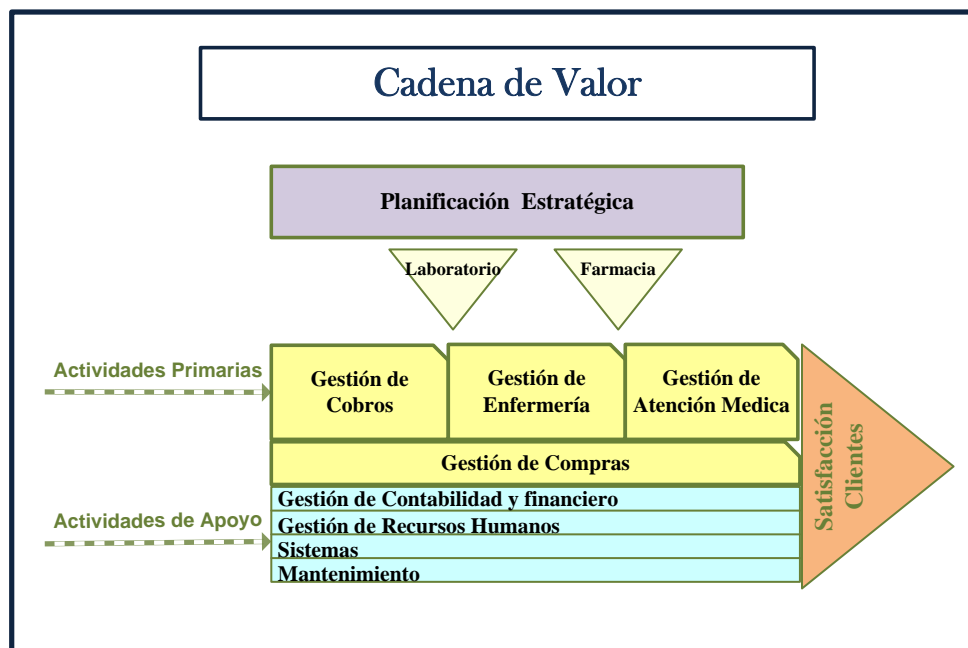 Cadena de Valor
Planificación Estratégica
Laboratorio
Farmacia
Actividades Primarias
Gestión de
Cobros
Gestión de
Enfermería
Gestión de
Atención Medica
Gestión de Compras
Satisfacción
Clientes
Actividades de Apoyo
Gestión de Contabilidad y financiero
Gestión de Recursos Humanos
Sistemas
Mantenimiento